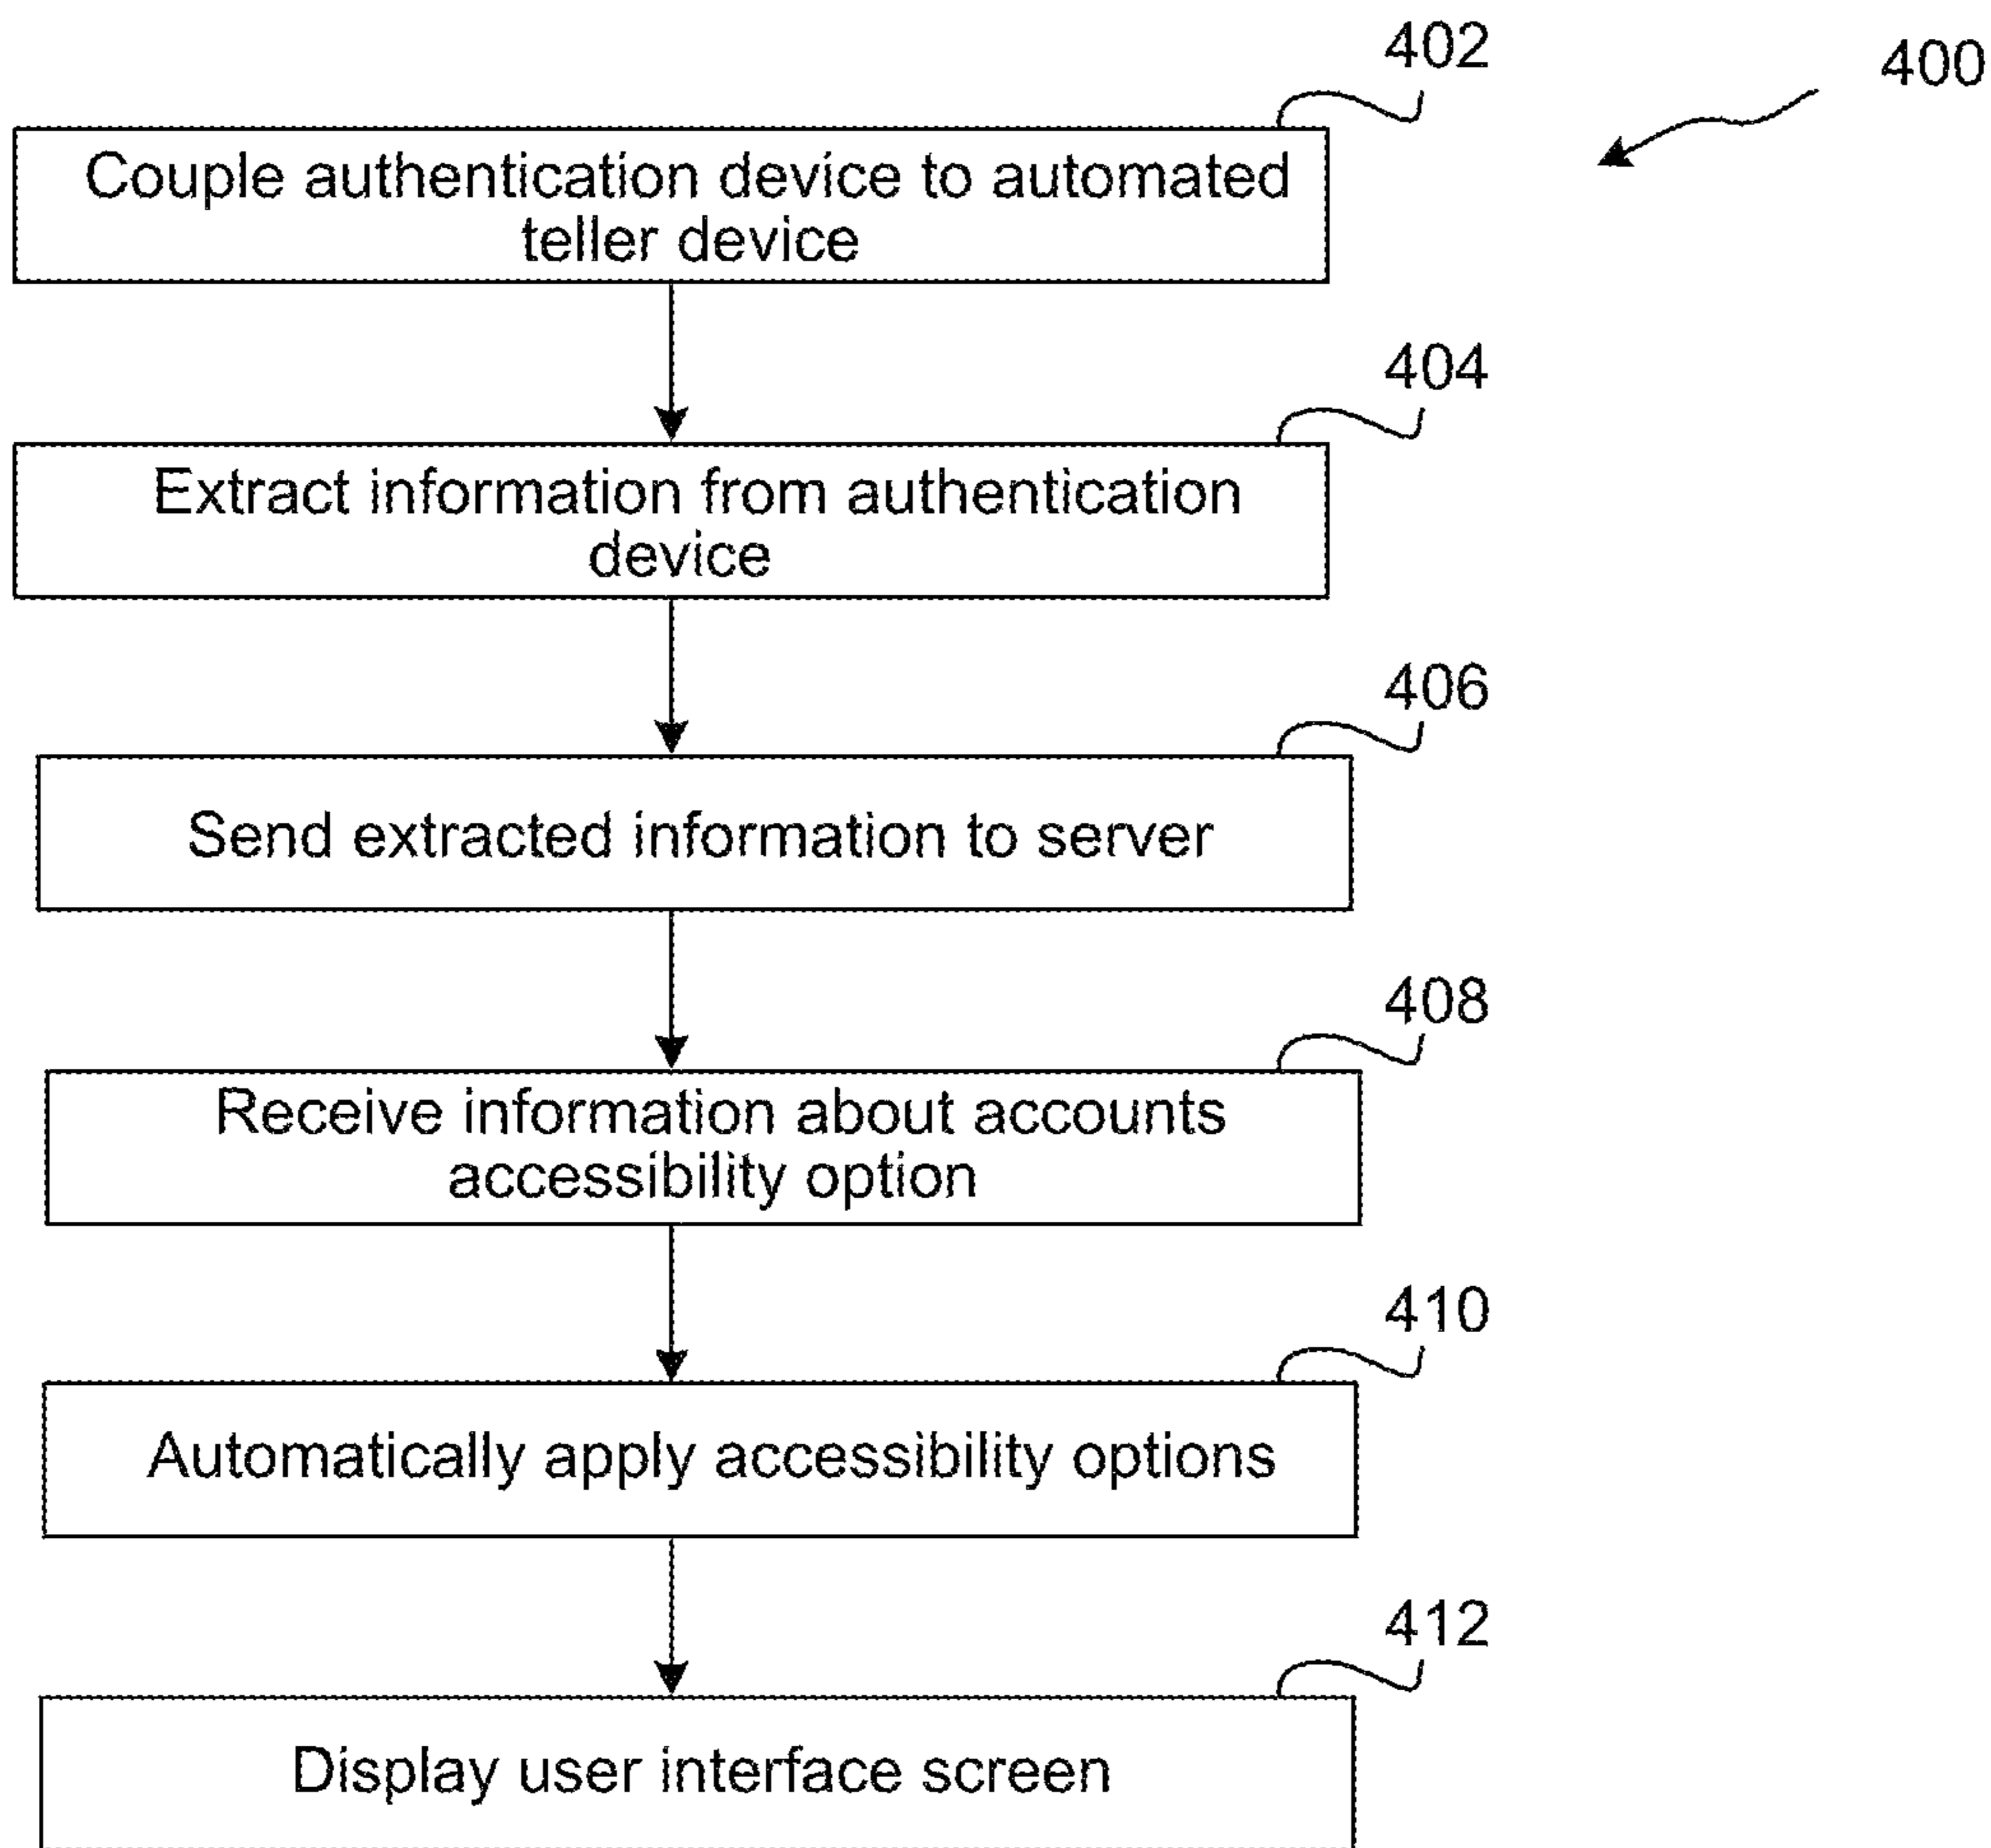 402
400
Couple authentication device to automated
teller device
404
Extract information from authentication
device
406
Send extracted information to server
408
Receive information about accounts
accessibility option
410
Automatically apply accessibility options
412
Display user interface screen